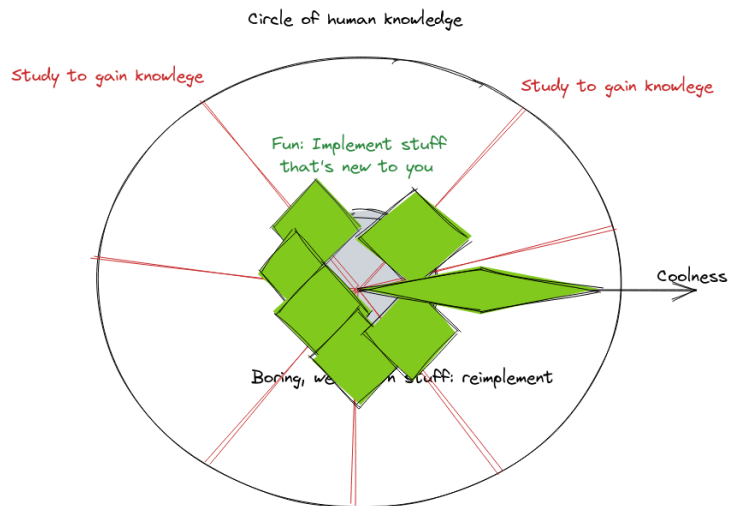 Circle of human knowledge
Study to gain knowlege
Study to gain knowlege
Fun: Implement stuff
that's new to you
Coolness
Boring, stuff: reimplement